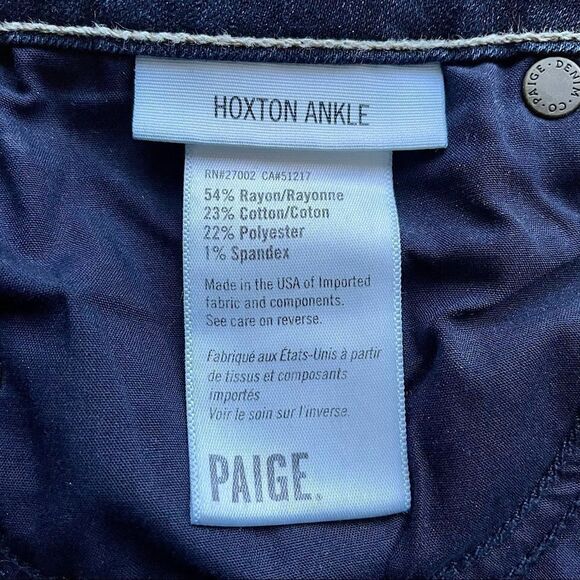 HOXTON ANKLE
PAIGE · DENIM · CO ·
RN#27002 CA#51217
54% Rayon/Rayonne
23% Cotton/Coton
22% Polyester
1% Spandex
Made in the USA of Imported
fabric and components.
See care on reverse.
Fabriqué aux États-Unis à partir
de tissus et composants
importés
Voir le soin sur l'inverse.
PAIGE.